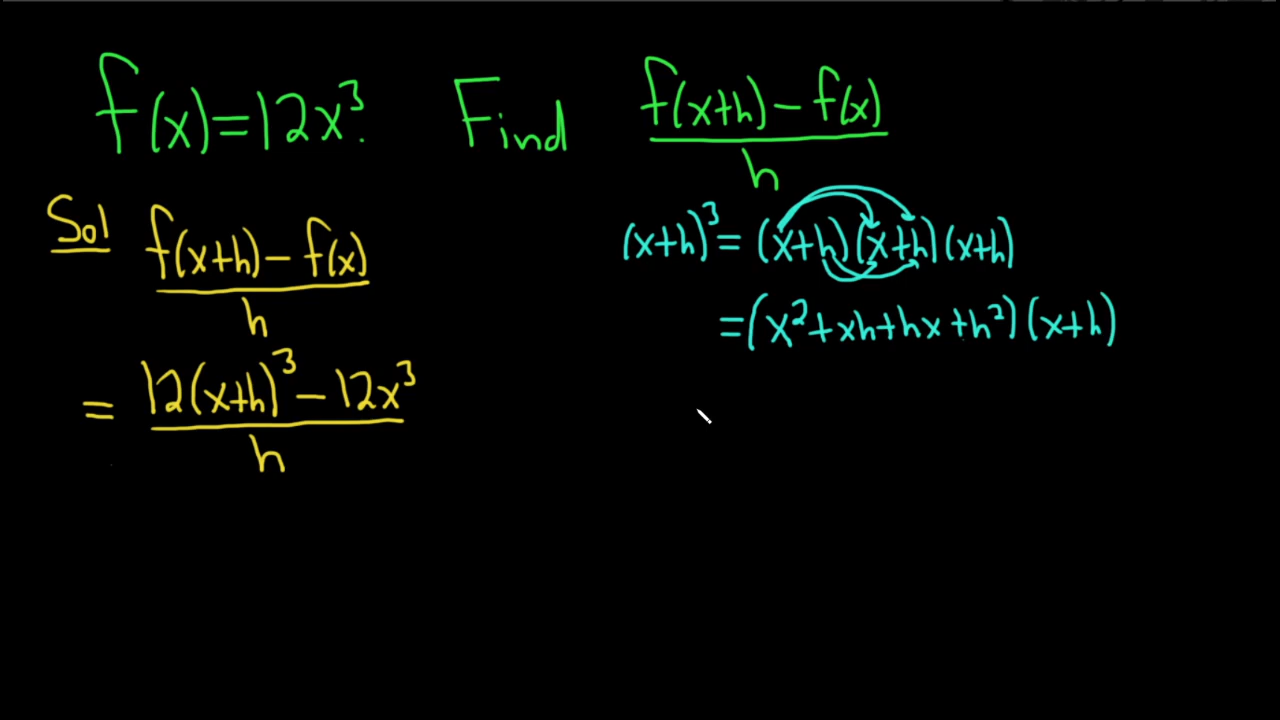 f(x)=12x³. Find f(x+h)-f(x)/h
Sol f(x+h)-f(x)/h
= 12(x+h)³-12x³/h
(x+h)³=(x+h)(x+h)(x+h)
=(x²+xh+hx+h²)(x+h)